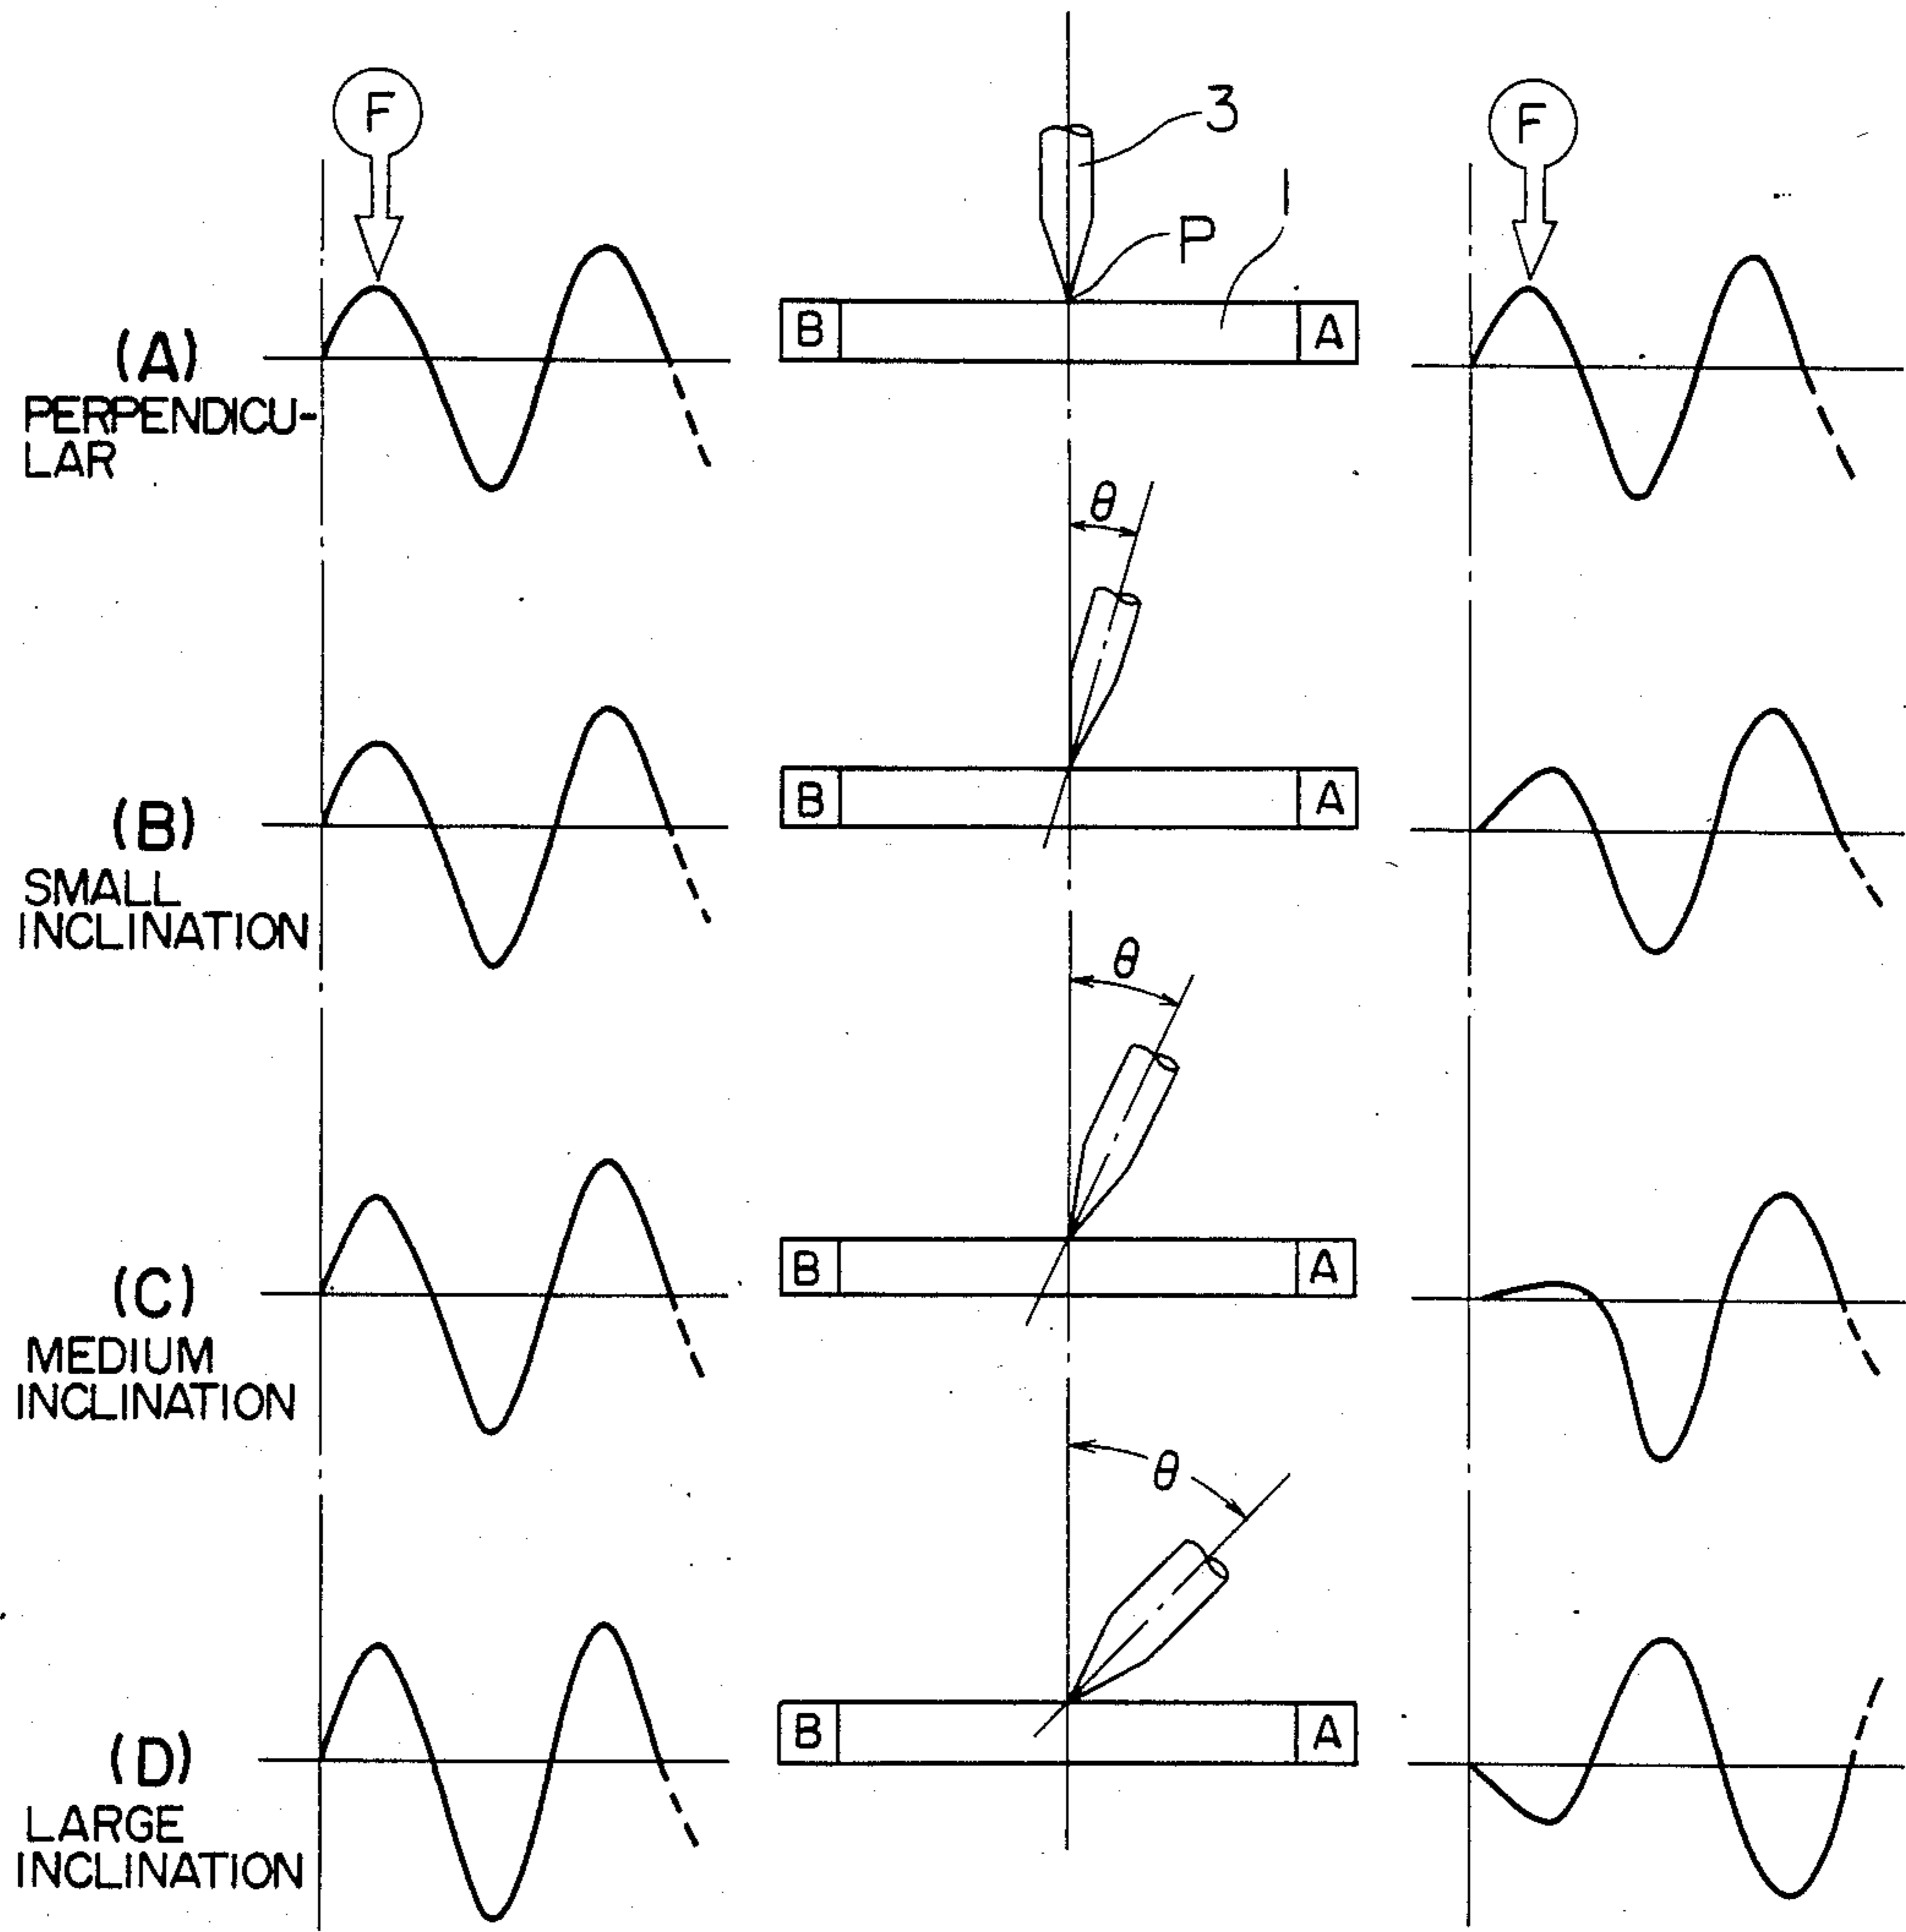 F
3
F
1
P
B
A
(A)
PERPENDICU-
LAR
θ
B
A
(B)
SMALL
INCLINATION
θ
B
A
(C)
MEDIUM
INCLINATION
θ
B
A
(D)
LARGE
INCLINATION